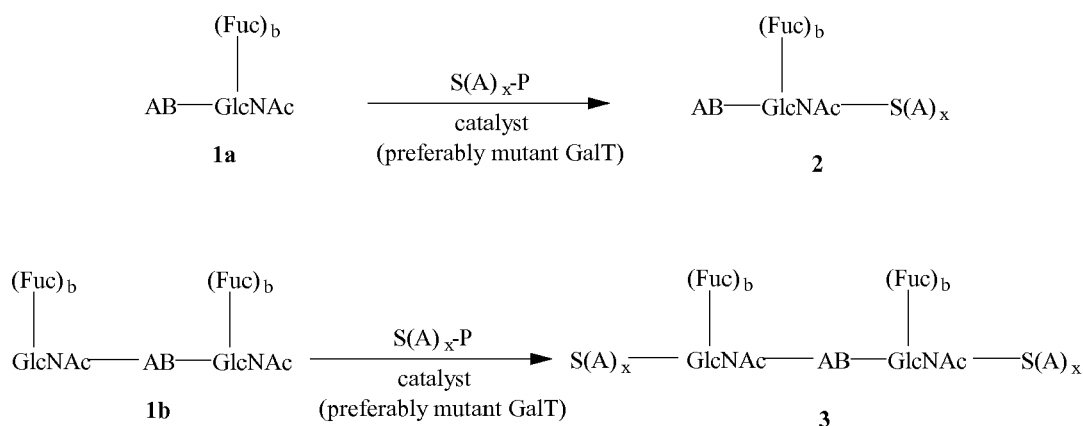 (Fuc)b
S(A)x-P
(Fuc)b
AB GlcNAc
catalyst
AB GlcNAc S(A)x
1a
(preferably mutant GalT)
2
(Fuc)b (Fuc)b
S(A)x-P
(Fuc)b (Fuc)b
GlcNAc AB GlcNAc
catalyst
S(A)x GlcNAc AB GlcNAc S(A)x
1b
(preferably mutant GalT)
3